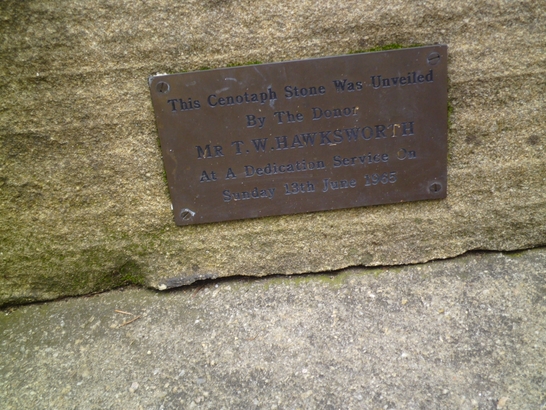 This Cenotaph Stone Was Unveiled
By The Donor
MR T.W.HAWKSWORTH
At A Dedication Service On
Sunday 13th June 1965